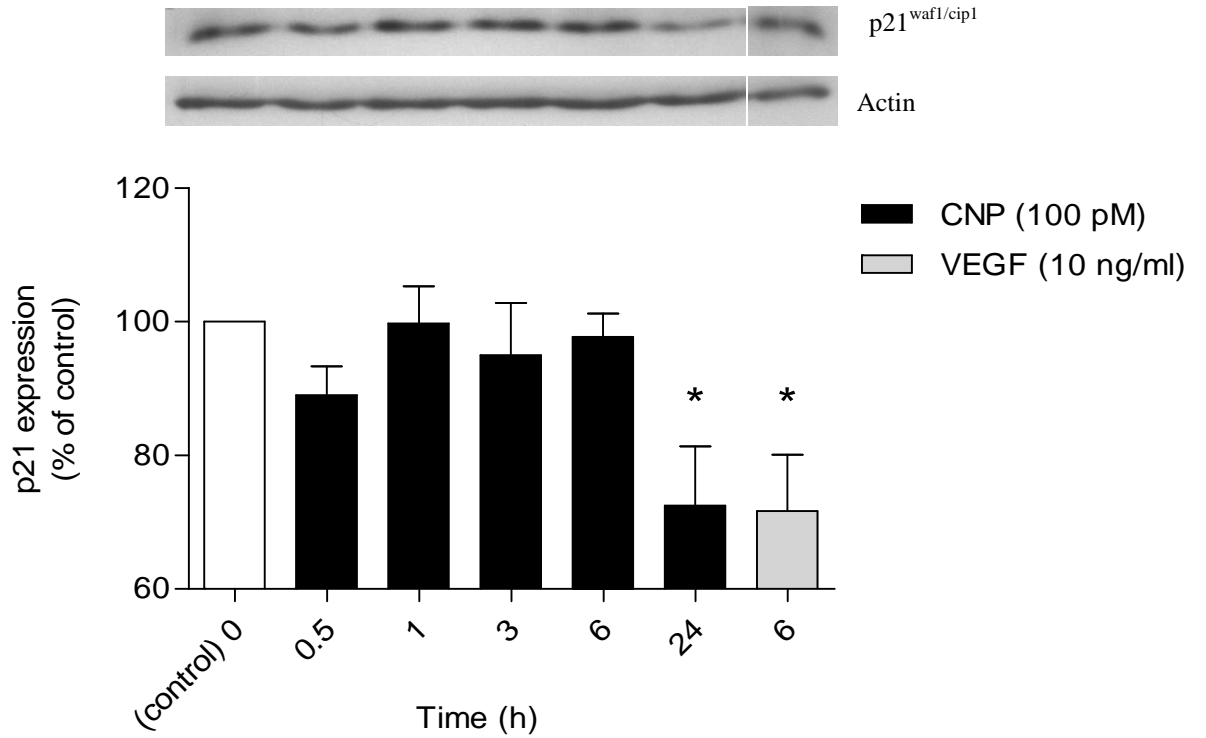 p21waf1/cip1
Actin
120
100
80
60
p21 expression
(% of control)
CNP (100 pM)
VEGF (10 ng/ml)
*
*
(control) 0
0.5
1
3
6
24
6
Time (h)